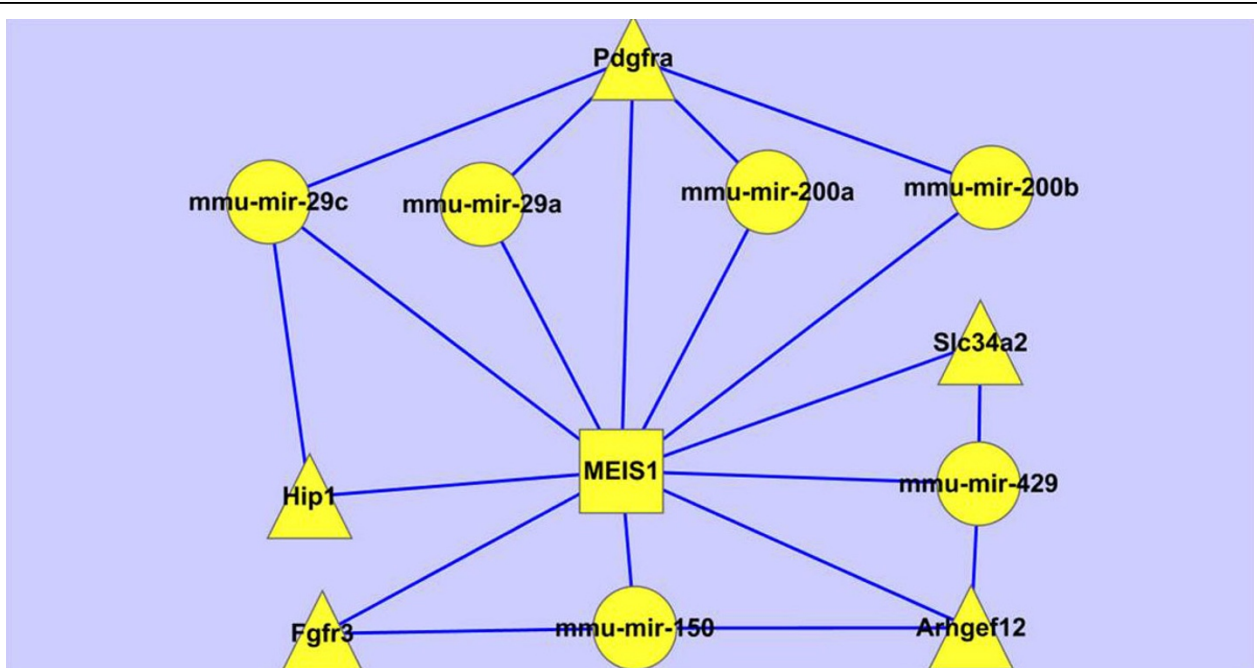 Pdgfra
mmu-mir-29c
mmu-mir-29a
mmu-mir-200a
mmu-mir-200b
Slc34a2
MEIS1
mmu-mir-429
Hip1
Fgfr3
mmu-mir-150
Arhgef12